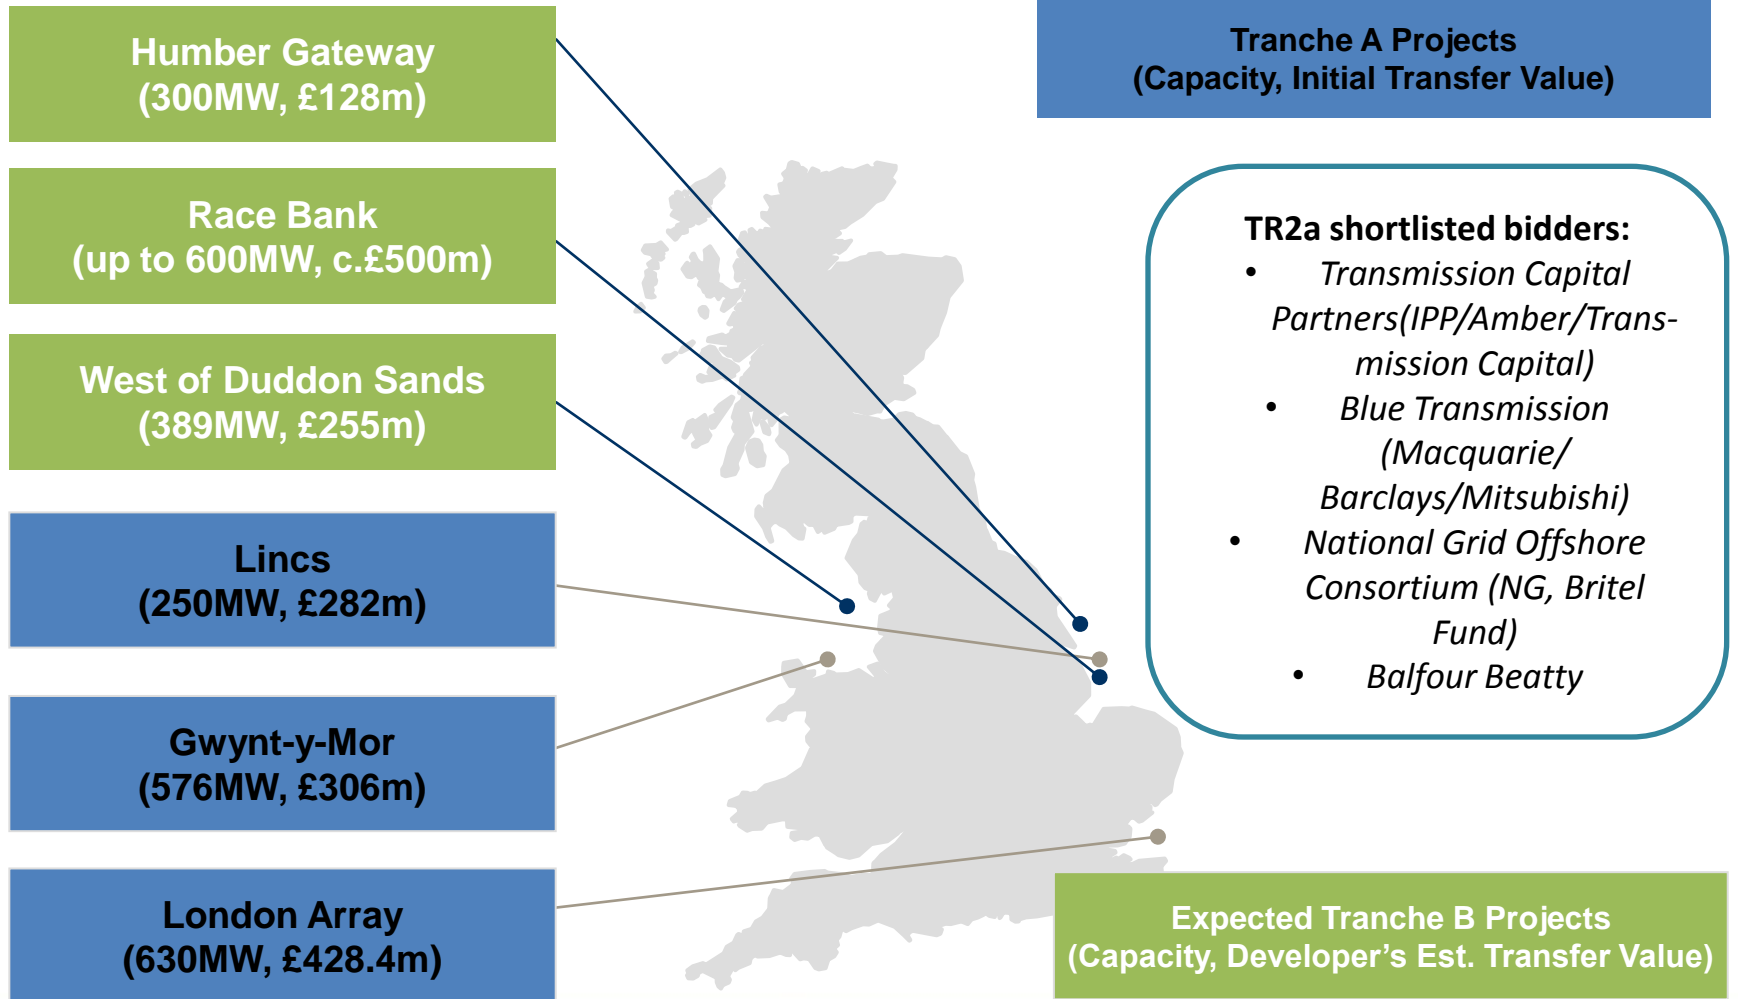 Humber Gateway
(300MW, £128m)
Race Bank
(up to 600MW, c.£500m)
West of Duddon Sands
(389MW, £255m)
Lincs
(250MW, £282m)
Gwynt-y-Mor
(576MW, £306m)
London Array
(630MW, £428.4m)
Tranche A Projects
(Capacity, Initial Transfer Value)
TR2a shortlisted bidders:
• Transmission Capital
Partners(IPP/Amber/Trans-
mission Capital)
• Blue Transmission
(Macquarie/
Barclays/Mitsubishi)
• National Grid Offshore
Consortium (NG, Britel
Fund)
• Balfour Beatty
Expected Tranche B Projects
(Capacity, Developer’s Est. Transfer Value)